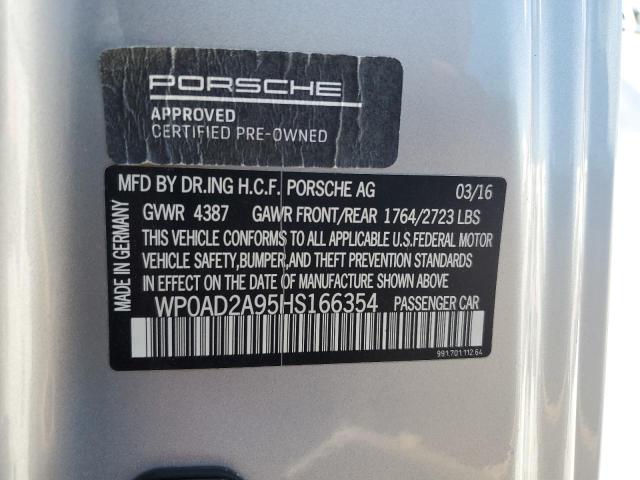 PORSCHE
APPROVED
CERTIFIED PRE-OWNED
MFD BY DR.ING H.C.F. PORSCHE AG 03/16
GVWR 4387 GAWR FRONT/REAR 1764/2723 LBS
THIS VEHICLE CONFORMS TO ALL APPLICABLE U.S.FEDERAL MOTOR
VEHICLE SAFETY,BUMPER,AND THEFT PREVENTION STANDARDS
IN EFFECT ON THE DATE OF MANUFACTURE SHOWN ABOVE.
WP0AD2A95HS166354 PASSENGER CAR
991.701.112.64
MADE IN GERMANY